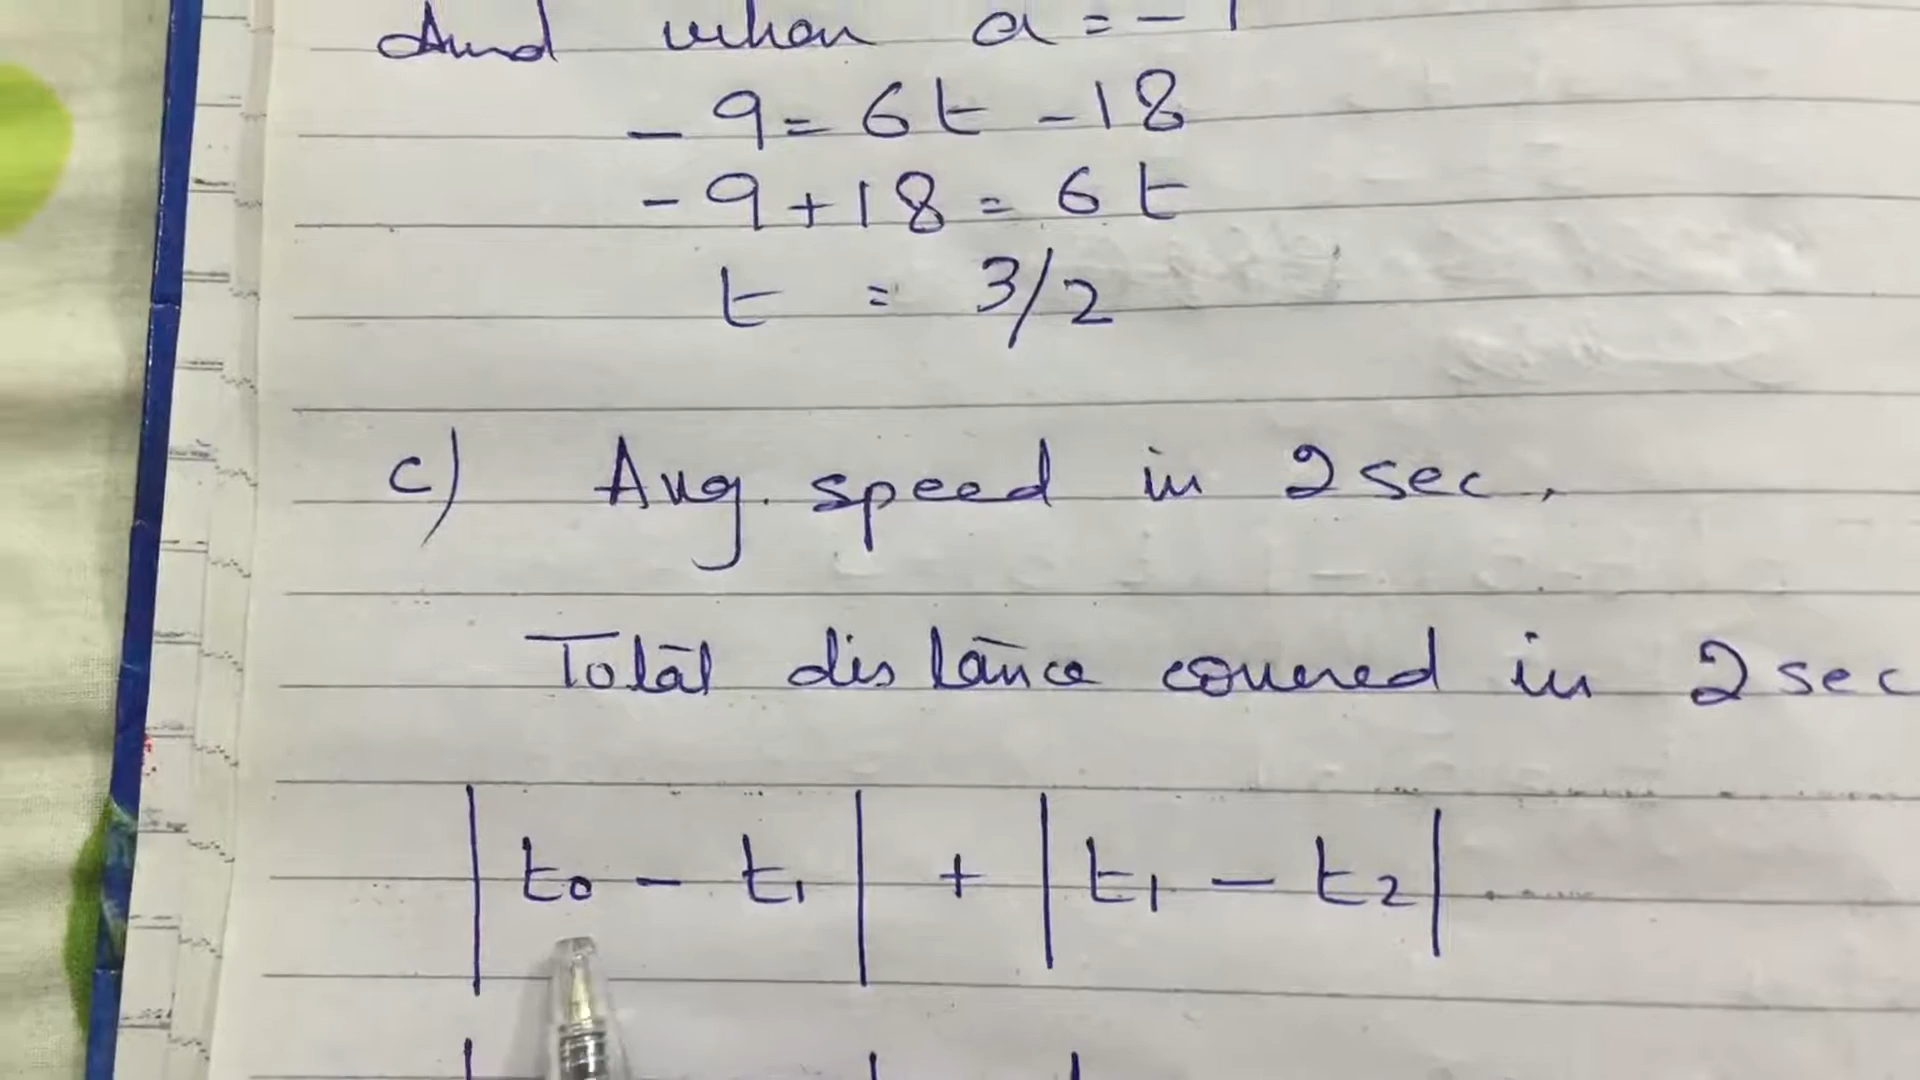 And when a = -
- 9 = 6t - 18
- 9 + 18 = 6t
t = 3/2
c) Avg. speed in 2 sec.
Total distance covered in 2 sec
| t₀ - t₁ | + | t₁ - t₂ |